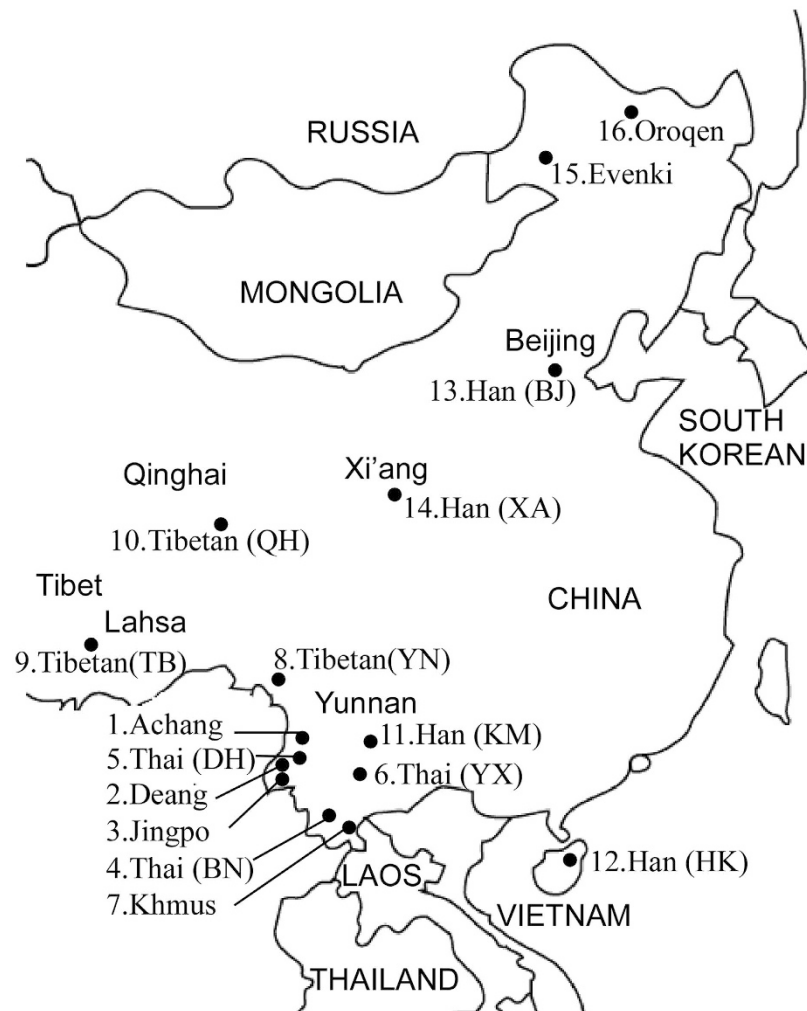 RUSSIA
16.Oroqen
15.Evenki
MONGOLIA
Beijing
13.Han (BJ)
SOUTH
KOREAN
Qinghai
Xi'ang
14.Han (XA)
10.Tibetan (QH)
Tibet
Lahsa
9.Tibetan(TB)
CHINA
8.Tibetan(YN)
Yunnan
1.Achang
11.Han (KM)
5.Thai (DH)
6.Thai (YX)
2.Deang
3.Jingpo
4.Thai (BN)
7.Khmus
LAOS
12.Han (HK)
VIETNAM
THAILAND